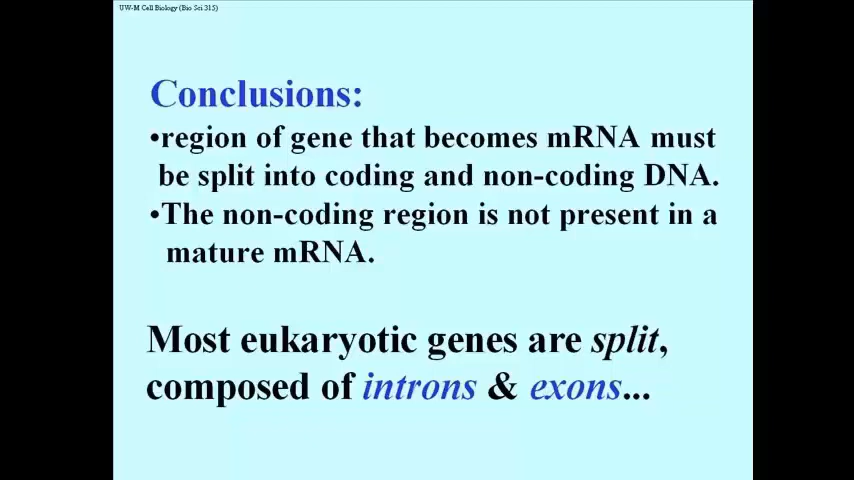 UW-M Cell Biology (Bio Sci 315)
Conclusions:
•region of gene that becomes mRNA must
be split into coding and non-coding DNA.
•The non-coding region is not present in a
mature mRNA.
Most eukaryotic genes are split,
composed of introns & exons...